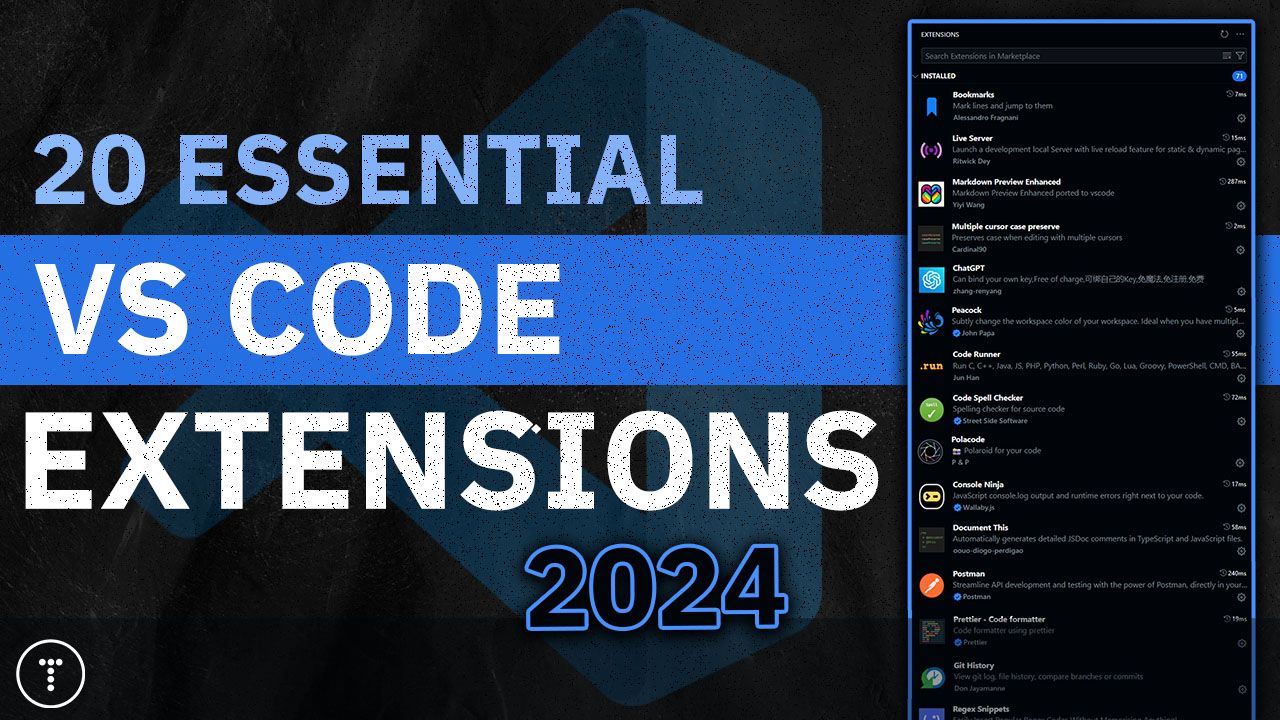 20 ESSENTIAL
VS CODE
EXTENSIONS
2024
T
EXTENSIONS
Search Extensions in Marketplace
INSTALLED
71
Bookmarks
7ms
Mark lines and jump to them
Alessandro Fragnani
Live Server
15ms
Launch a development local Server with live reload feature for static & dynamic pag...
Ritwick Dey
Markdown Preview Enhanced
287ms
Markdown Preview Enhanced ported to vscode
Yiyi Wang
Multiple cursor case preserve
2ms
Preserves case when editing with multiple cursors
Cardinal90
ChatGPT
Can bind your own key,Free of charge,可绑自己的Key,免魔法,免注册,免费
zhang-renyang
Peacock
5ms
Subtly change the workspace color of your workspace. Ideal when you have multipl...
John Papa
Code Runner
55ms
.run
Run C, C++, Java, JS, PHP, Python, Perl, Ruby, Go, Lua, Groovy, PowerShell, CMD, BA...
Jun Han
Code Spell Checker
72ms
Spell
Spelling checker for source code
Street Side Software
Polacode
Polaroid for your code
P & P
Console Ninja
17ms
JavaScript console.log output and runtime errors right next to your code.
Wallaby.js
Document This
58ms
Automatically generates detailed JSDoc comments in TypeScript and JavaScript files.
oouo-diogo-perdigao
Postman
240ms
Streamline API development and testing with the power of Postman, directly in your...
Postman
Prettier - Code formatter
19ms
Code formatter using prettier
Prettier
Git History
View git log, file history, compare branches or commits
Don Jayamanne
Regex Snippets